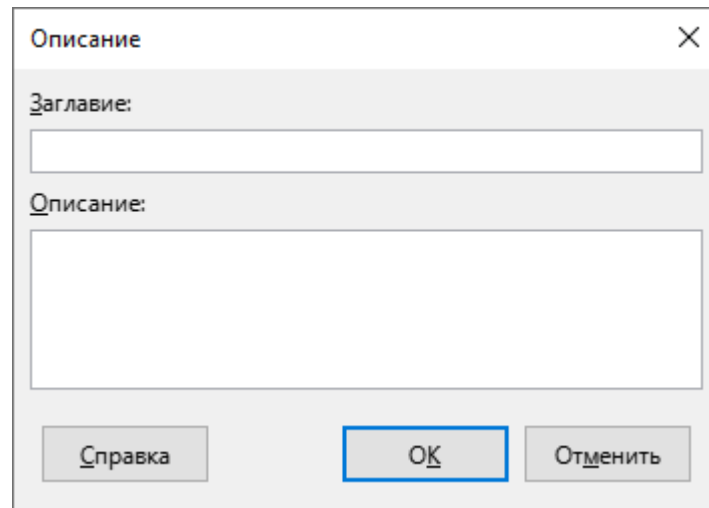 Описание
Заглавие:
Описание:
Справка
ОК
Отменить